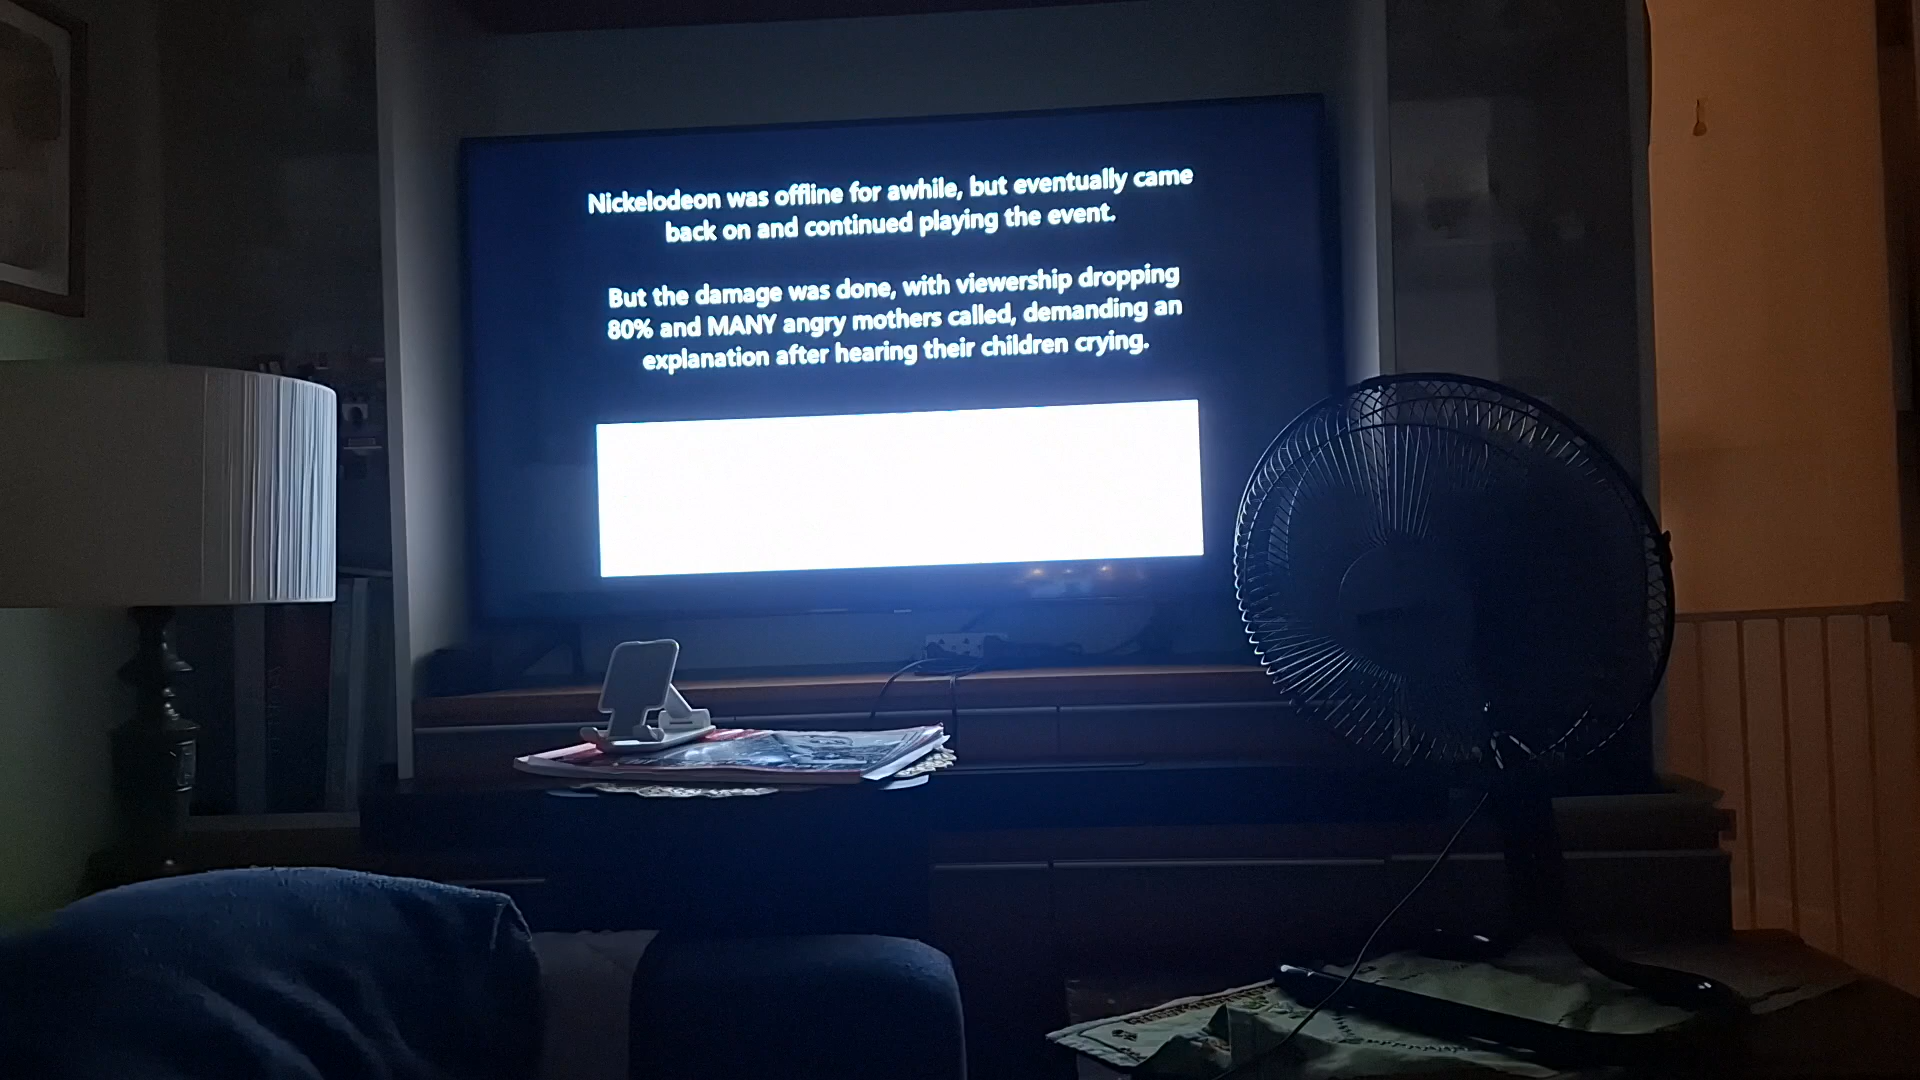 Nickelodeon was offline for awhile, but eventually came
back on and continued playing the event.
But the damage was done, with viewership dropping
80% and MANY angry mothers called, demanding an
explanation after hearing their children crying.